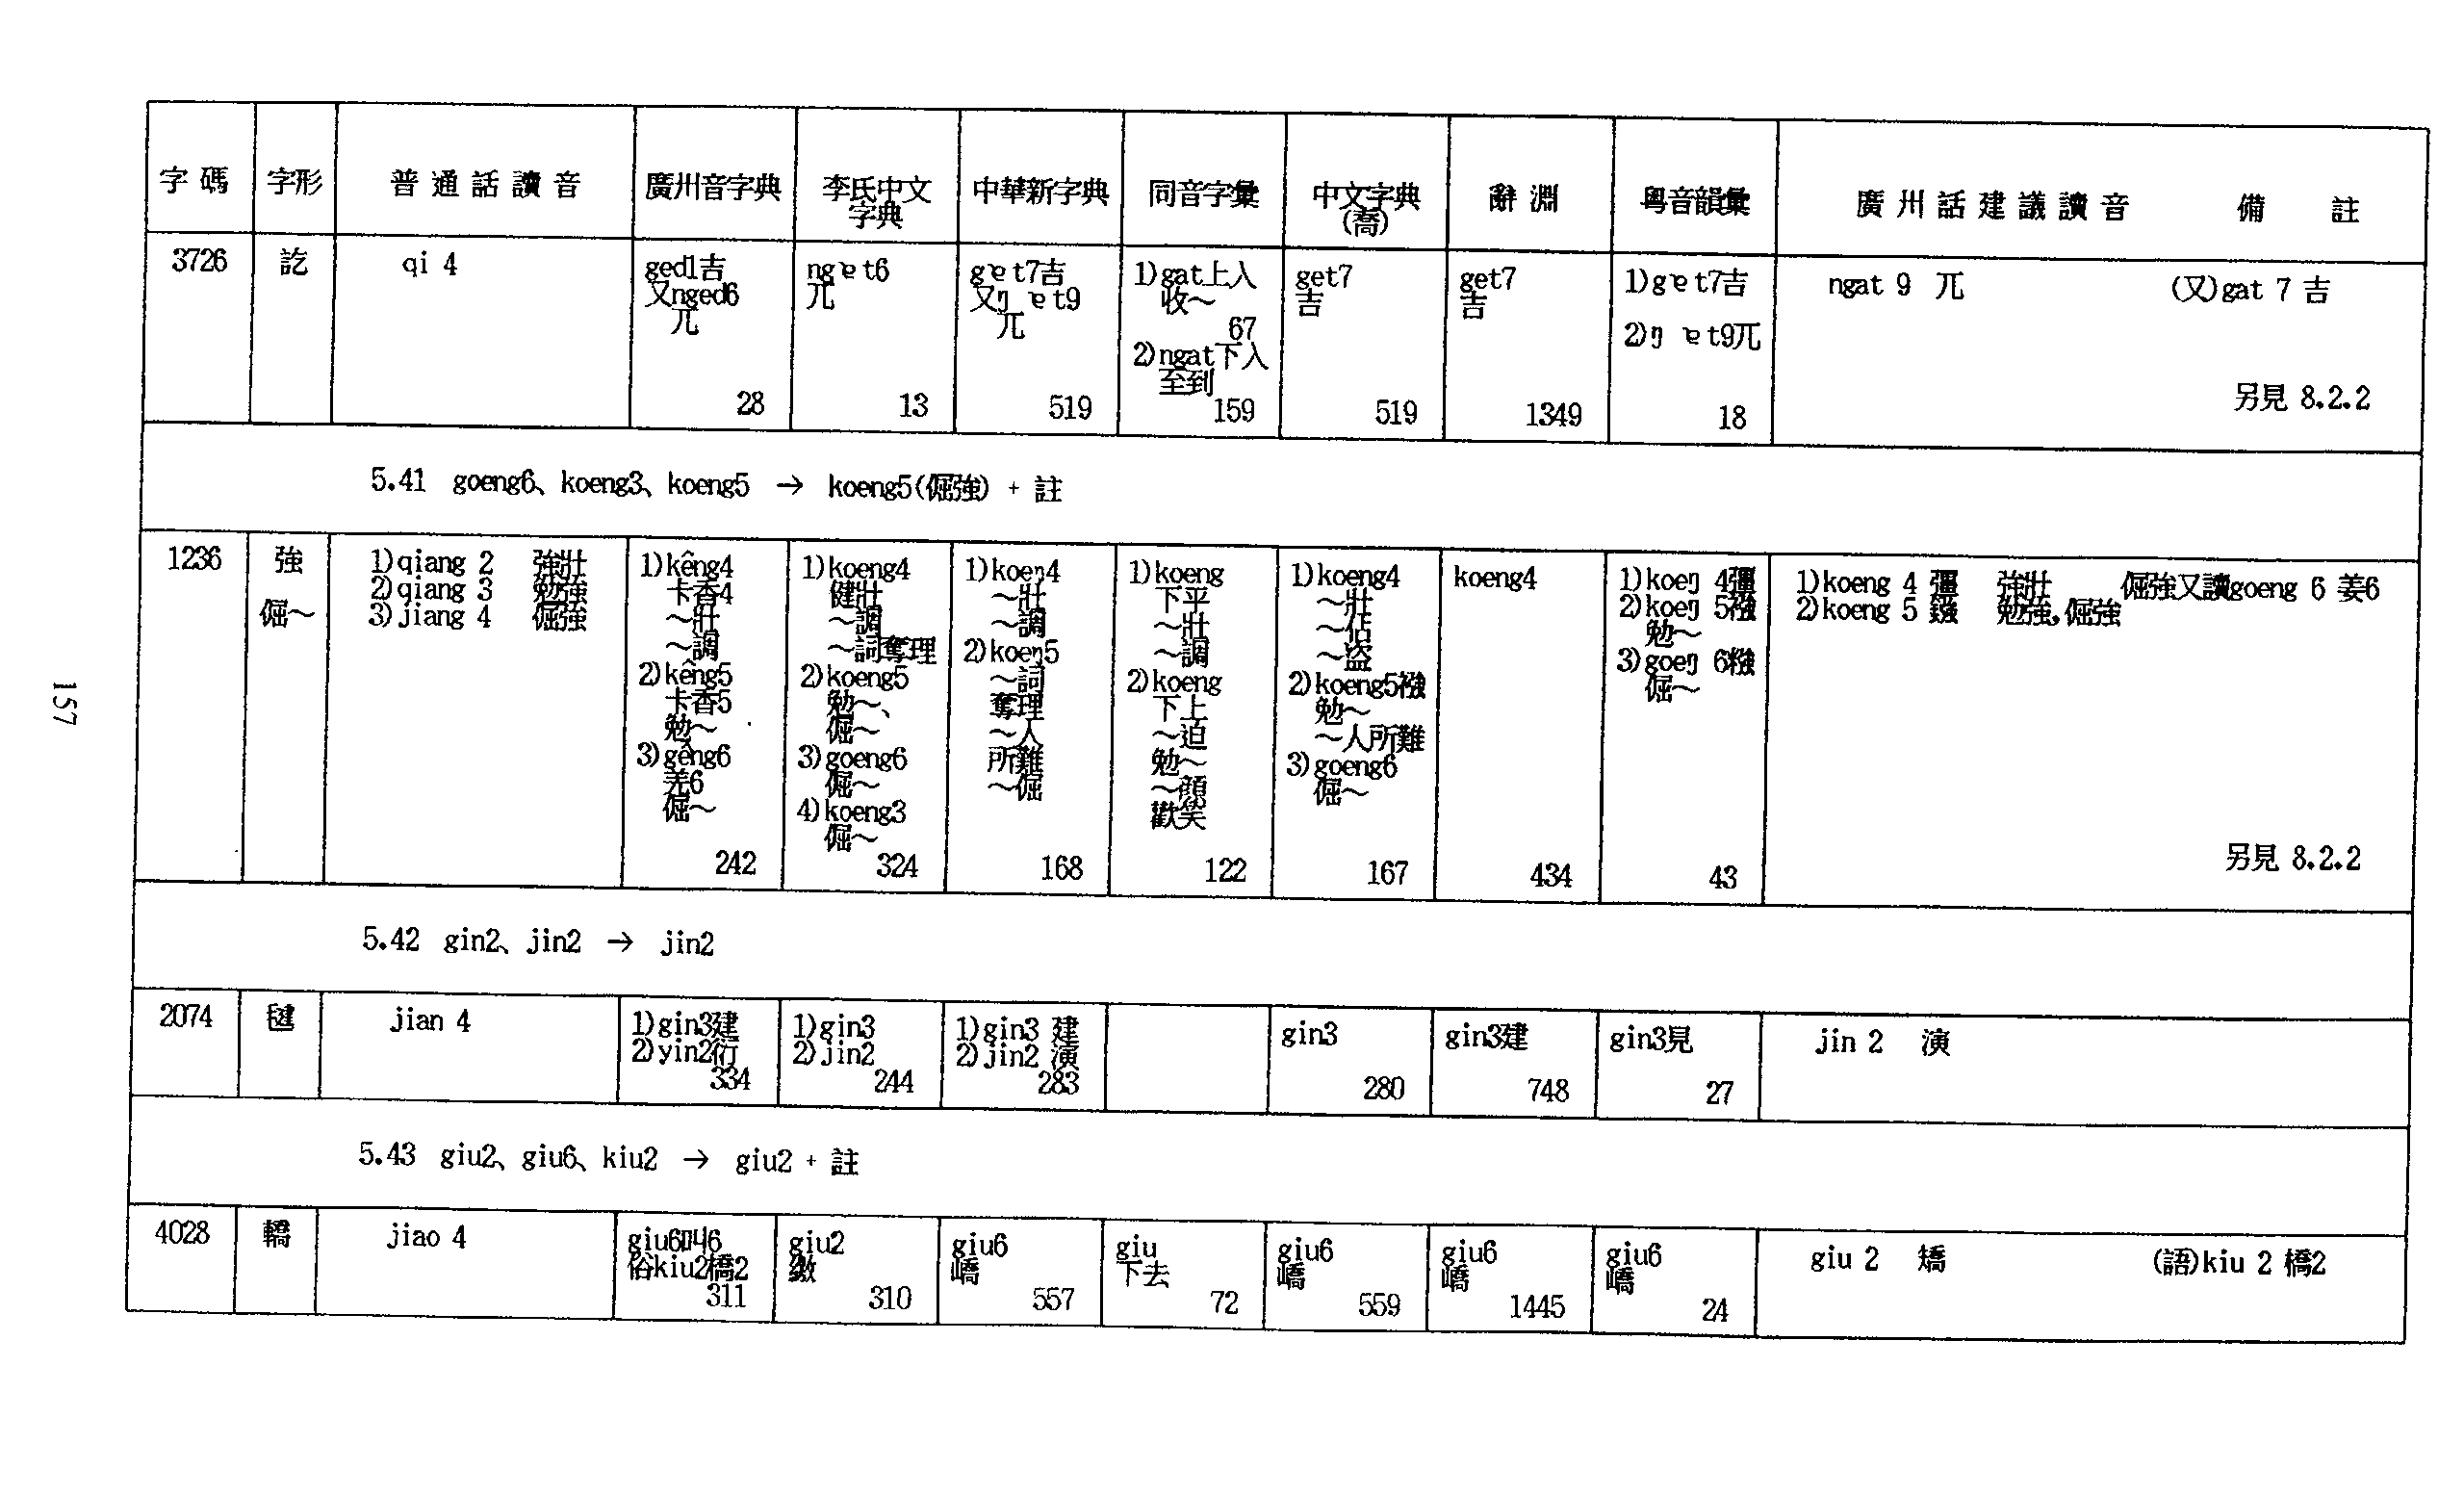 字碼 字形 普通話讀音 廣州音字典 李氏中文字典 中華新字典 同音字彙 中文字典(喬) 辭淵 粵音韻彙 廣州話建議讀音 備註
3726
訖
qi 4
ged1吉
又nged6
兀
28
ngɐt6
兀
13
gɐt7吉
又ŋɐt9
兀
519
1)gat上入
收～
67
2)ngat下入
至到
159
get7
吉
519
get7
吉
1349
1)gɐt7吉
2)ŋɐt9兀
18
ngat 9 兀
(又)gat 7 吉
另見 8.2.2
5.41 goeng6、koeng3、koeng5 → koeng5(倔強) + 註
1236
強
倔～
1)qiang 2 強壯
2)qiang 3 勉強
3)jiang 4 倔強
1)kêng4
卡香4
～壯
～調
2)kêng5
卡香5
勉～
3)gêng6
羌6
倔～
242
1)koeng4
健壯
～調
～詞奪理
2)koeng5
勉～、
倔～
3)goeng6
倔～
4)koeng3
倔～
324
1)koeŋ4
～壯
～調
2)koeŋ5
～詞
奪理
～人
所難
～倔
168
1)koeng
下平
～壯
～調
2)koeng
下上
～迫
勉～
～顏
歡笑
122
1)koeng4
～壯
～佔
～盜
2)koeng5襁
勉～
～人所難
3)goeng6
倔～
167
koeng4
434
1)koeŋ 4彊
2)koeŋ 5襁
勉～
3)goeŋ 6糨
倔～
43
1)koeng 4 彊 強壯
2)koeng 5 鏹 勉強,倔強
倔強又讀goeng 6 姜6
另見 8.2.2
5.42 gin2、jin2 → jin2
2074
毽
jian 4
1)gin3建
2)yin2衍
334
1)gin3
2)jin2
244
1)gin3 建
2)jin2 演
283
gin3
280
gin3建
748
gin3見
27
jin 2 演
5.43 giu2、giu6、kiu2 → giu2 + 註
4028
轎
jiao 4
giu6叫6
俗kiu2橋2
311
giu2
繳
310
giu6
嶠
557
giu
下去
72
giu6
嶠
559
giu6
嶠
1445
giu6
嶠
24
giu 2 矯
(語)kiu 2 橋2
157